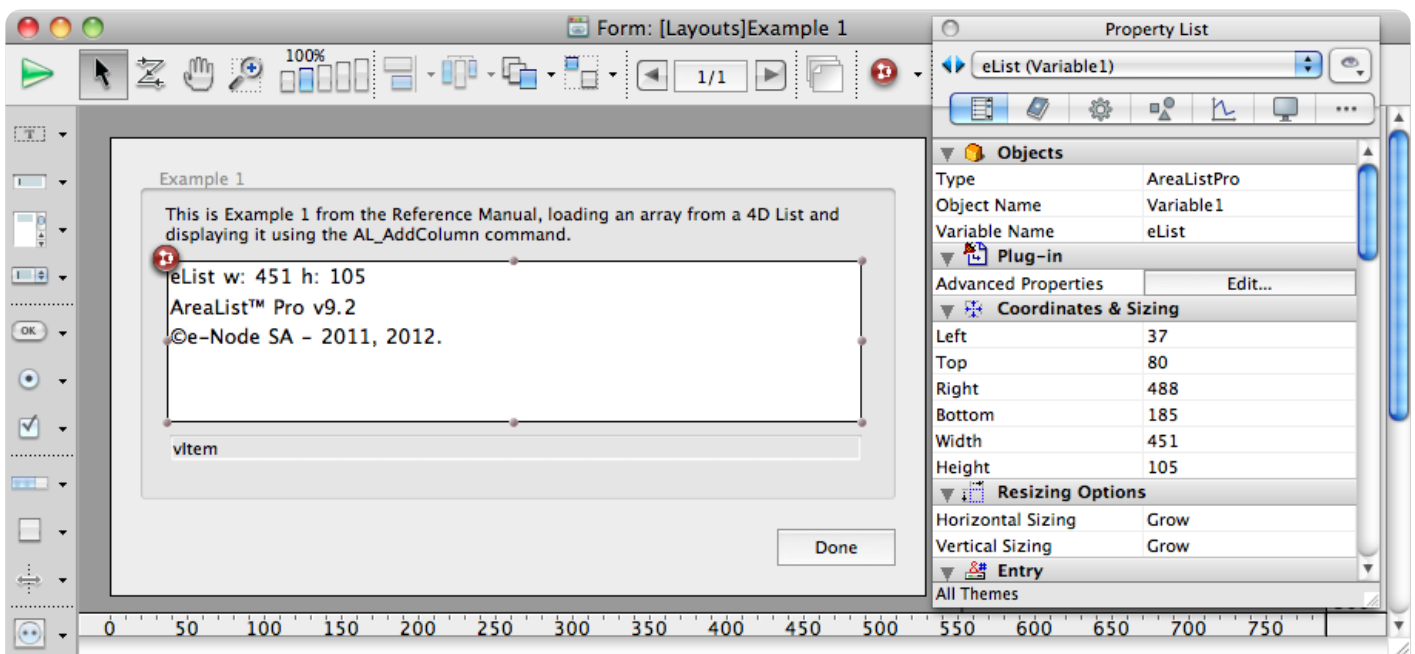 Form: [Layouts]Example 1
100%
1/1
T
OK
Example 1
This is Example 1 from the Reference Manual, loading an array from a 4D List and
displaying it using the AL_AddColumn command.
eList w: 451 h: 105
AreaList™ Pro v9.2
©e-Node SA - 2011, 2012.
vItem
Done
0 50 100 150 200 250 300 350 400 450 500 550 600 650 700 750
Property List
eList (Variable1)
Objects
Type AreaListPro
Object Name Variable1
Variable Name eList
Plug-in
Advanced Properties Edit...
Coordinates & Sizing
Left 37
Top 80
Right 488
Bottom 185
Width 451
Height 105
Resizing Options
Horizontal Sizing Grow
Vertical Sizing Grow
Entry
All Themes